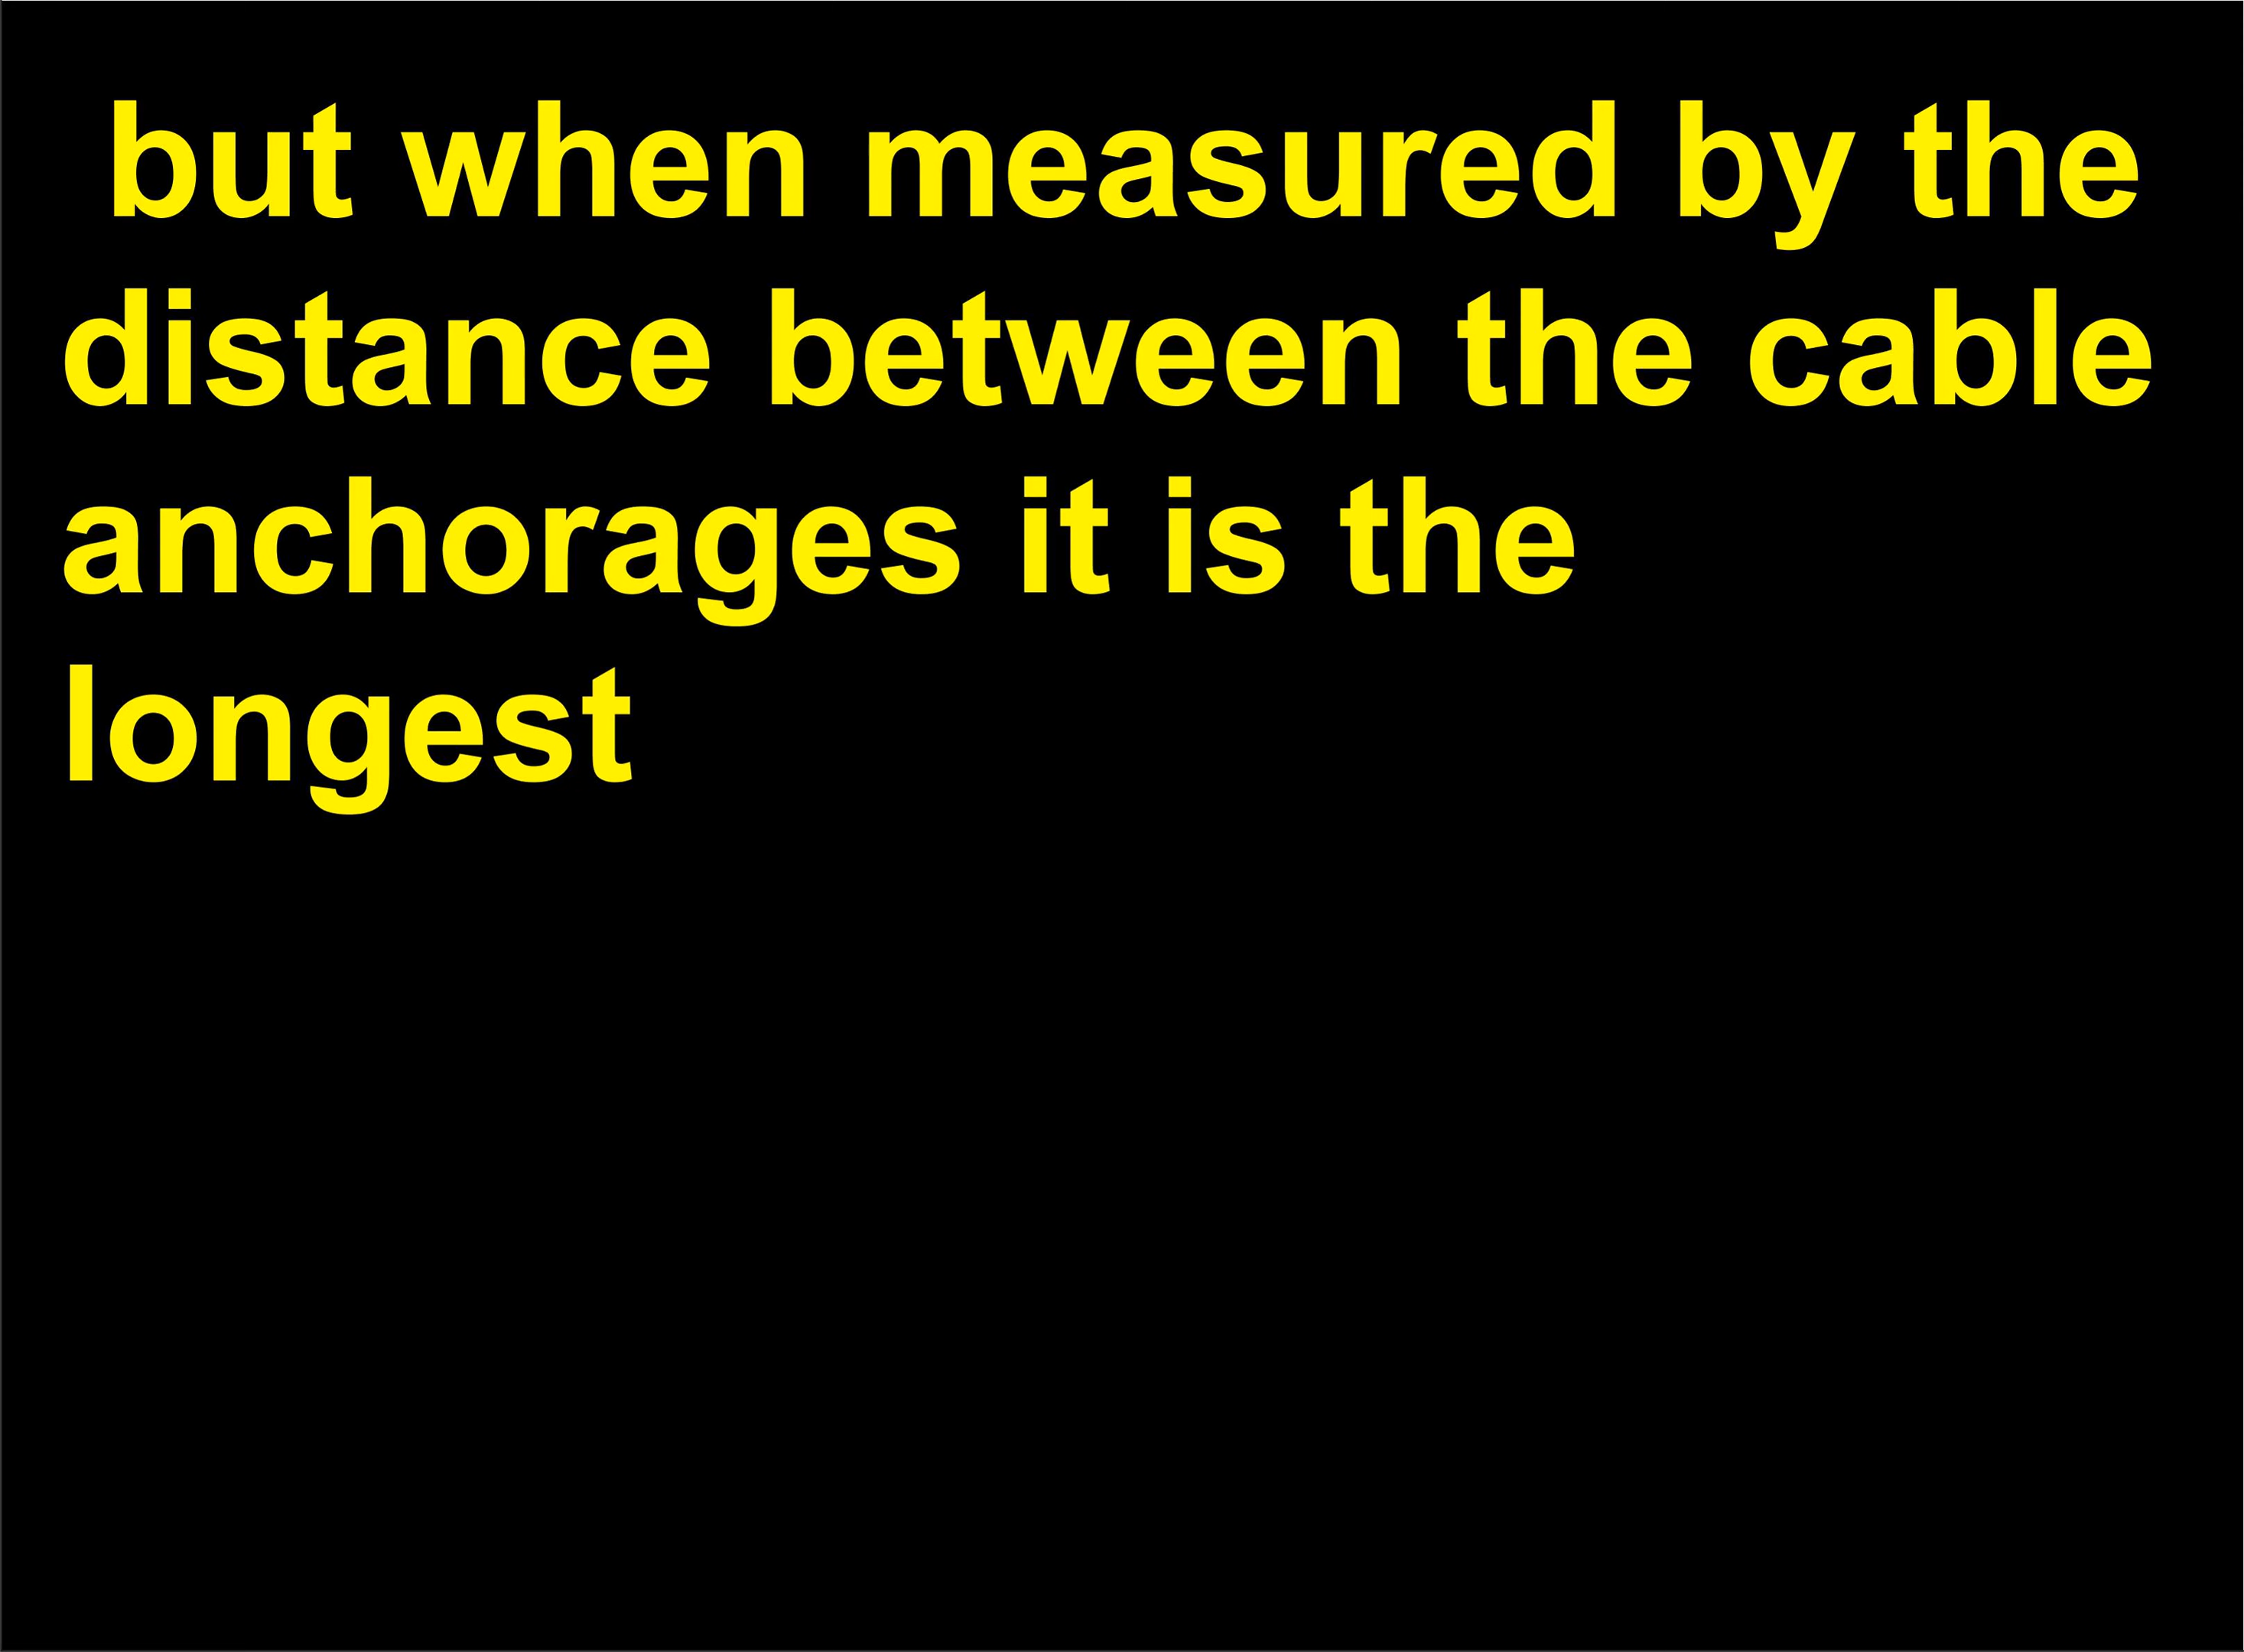 but when measured by the
distance between the cable
anchorages it is the
longest